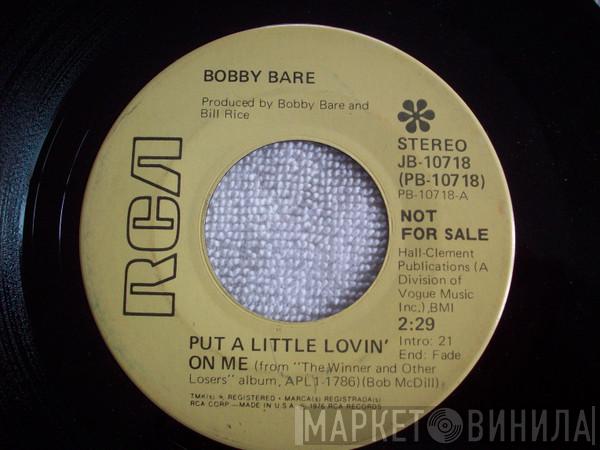 BOBBY BARE
Produced by Bobby Bare and
Bill Rice
RCA
STEREO
JB-10718
(PB-10718)
PB-10718-A
NOT
FOR SALE
Hall-Clement
Publications (A
Division of
Vogue Music
Inc.),BMI
2:29
Intro: 21
End: Fade
PUT A LITTLE LOVIN'
ON ME (from "The Winner and Other
Losers" album, APL1-1786)(Bob McDill)
TMK(s) ® REGISTERED • MARCA(s) REGISTRADA(s)
RCA CORP.—MADE IN U.S.A. ℗ 1976 RCA RECORDS
МАРКЕТ ВИНИЛА